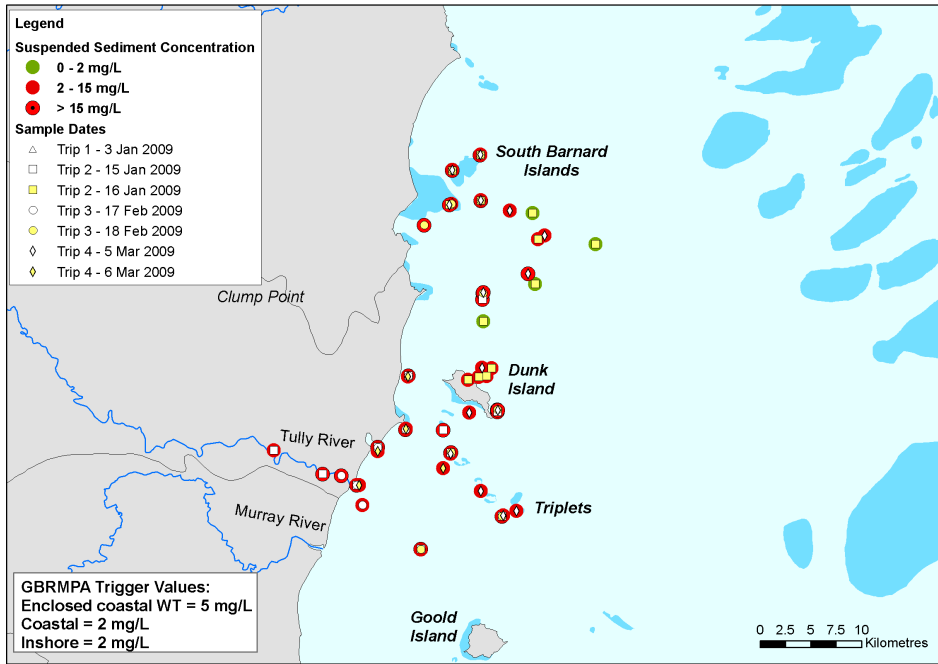 Legend
Suspended Sediment Concentration
0 - 2 mg/L
2 - 15 mg/L
> 15 mg/L
Sample Dates
Trip 1 - 3 Jan 2009
Trip 2 - 15 Jan 2009
Trip 2 - 16 Jan 2009
Trip 3 - 17 Feb 2009
Trip 3 - 18 Feb 2009
Trip 4 - 5 Mar 2009
Trip 4 - 6 Mar 2009
South Barnard
Islands
Clump Point
Dunk
Island
Tully River
Triplets
Murray River
GBRMPA Trigger Values:
Enclosed coastal WT = 5 mg/L
Coastal = 2 mg/L
Inshore = 2 mg/L
Goold
Island
0 2.5 5 7.5 10
Kilometres